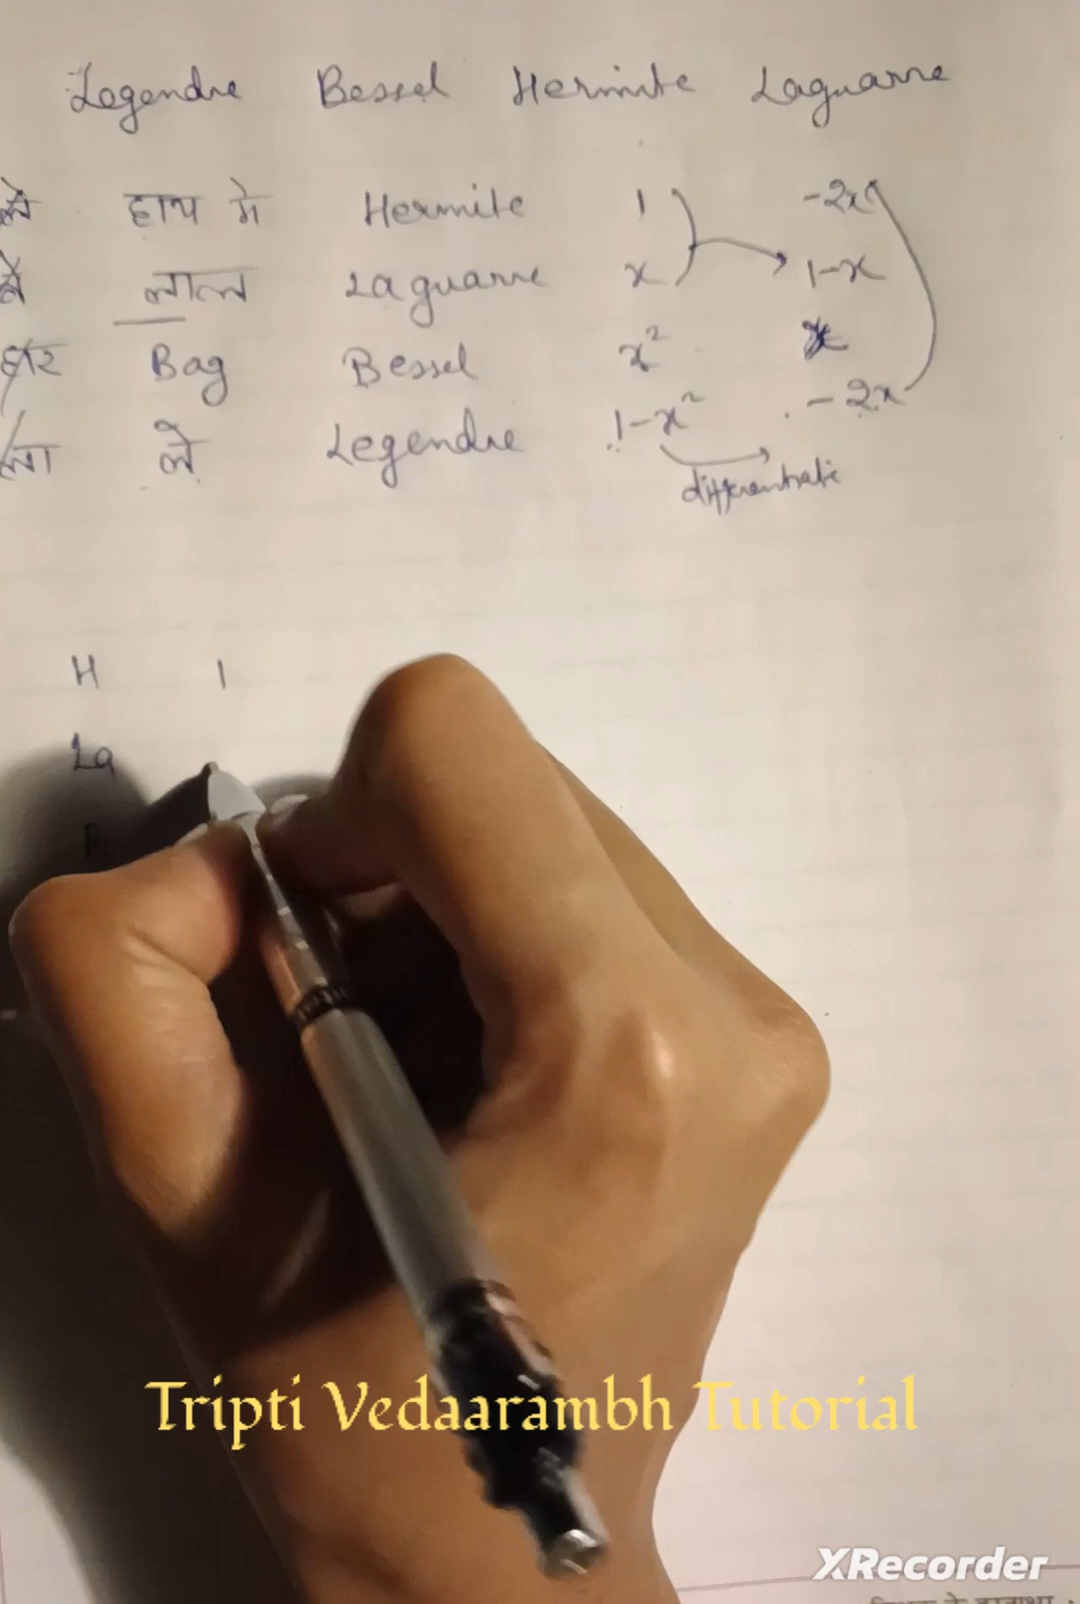 Legendre Bessel Hermite Laguarre
ले हाथ मे Hermite 1 -2x
बे लाल Laguarre x 1-x
हार Bag Bessel x² x
ला ले Legendre 1-x² -2x
differentiate
H 1
La
Tripti Vedaarambh Tutorial
XRecorder